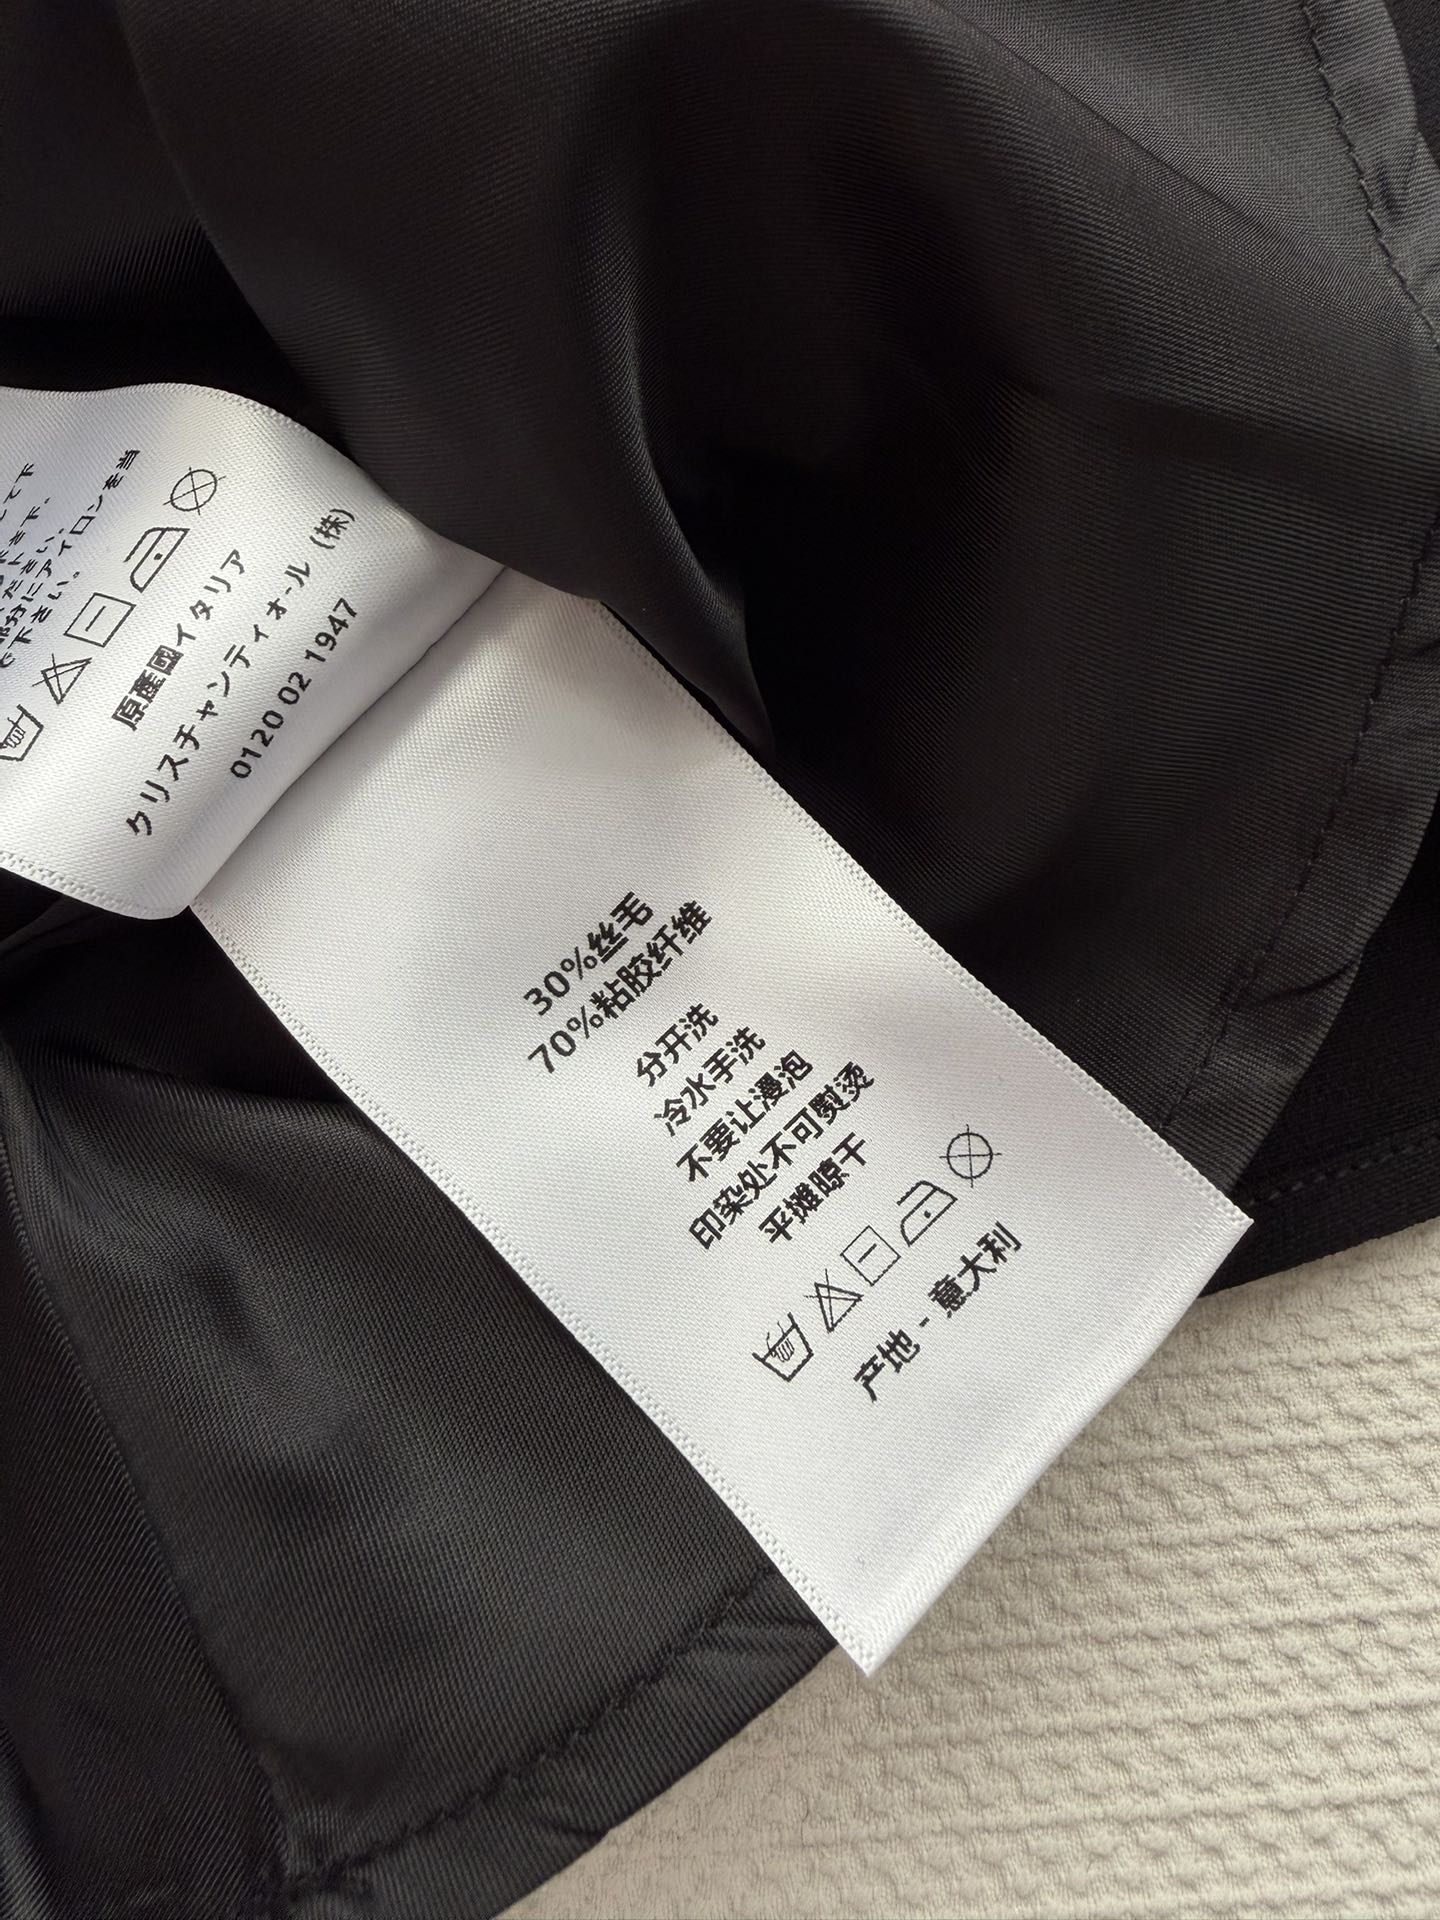 原産國イタリア
クリスチャンディオール (株)
0120 02 1947
30%丝毛
70%粘胶纤维
分开洗
冷水手洗
不要让漫泡
印染处不可熨烫
平摊晾干
产地 - 意大利